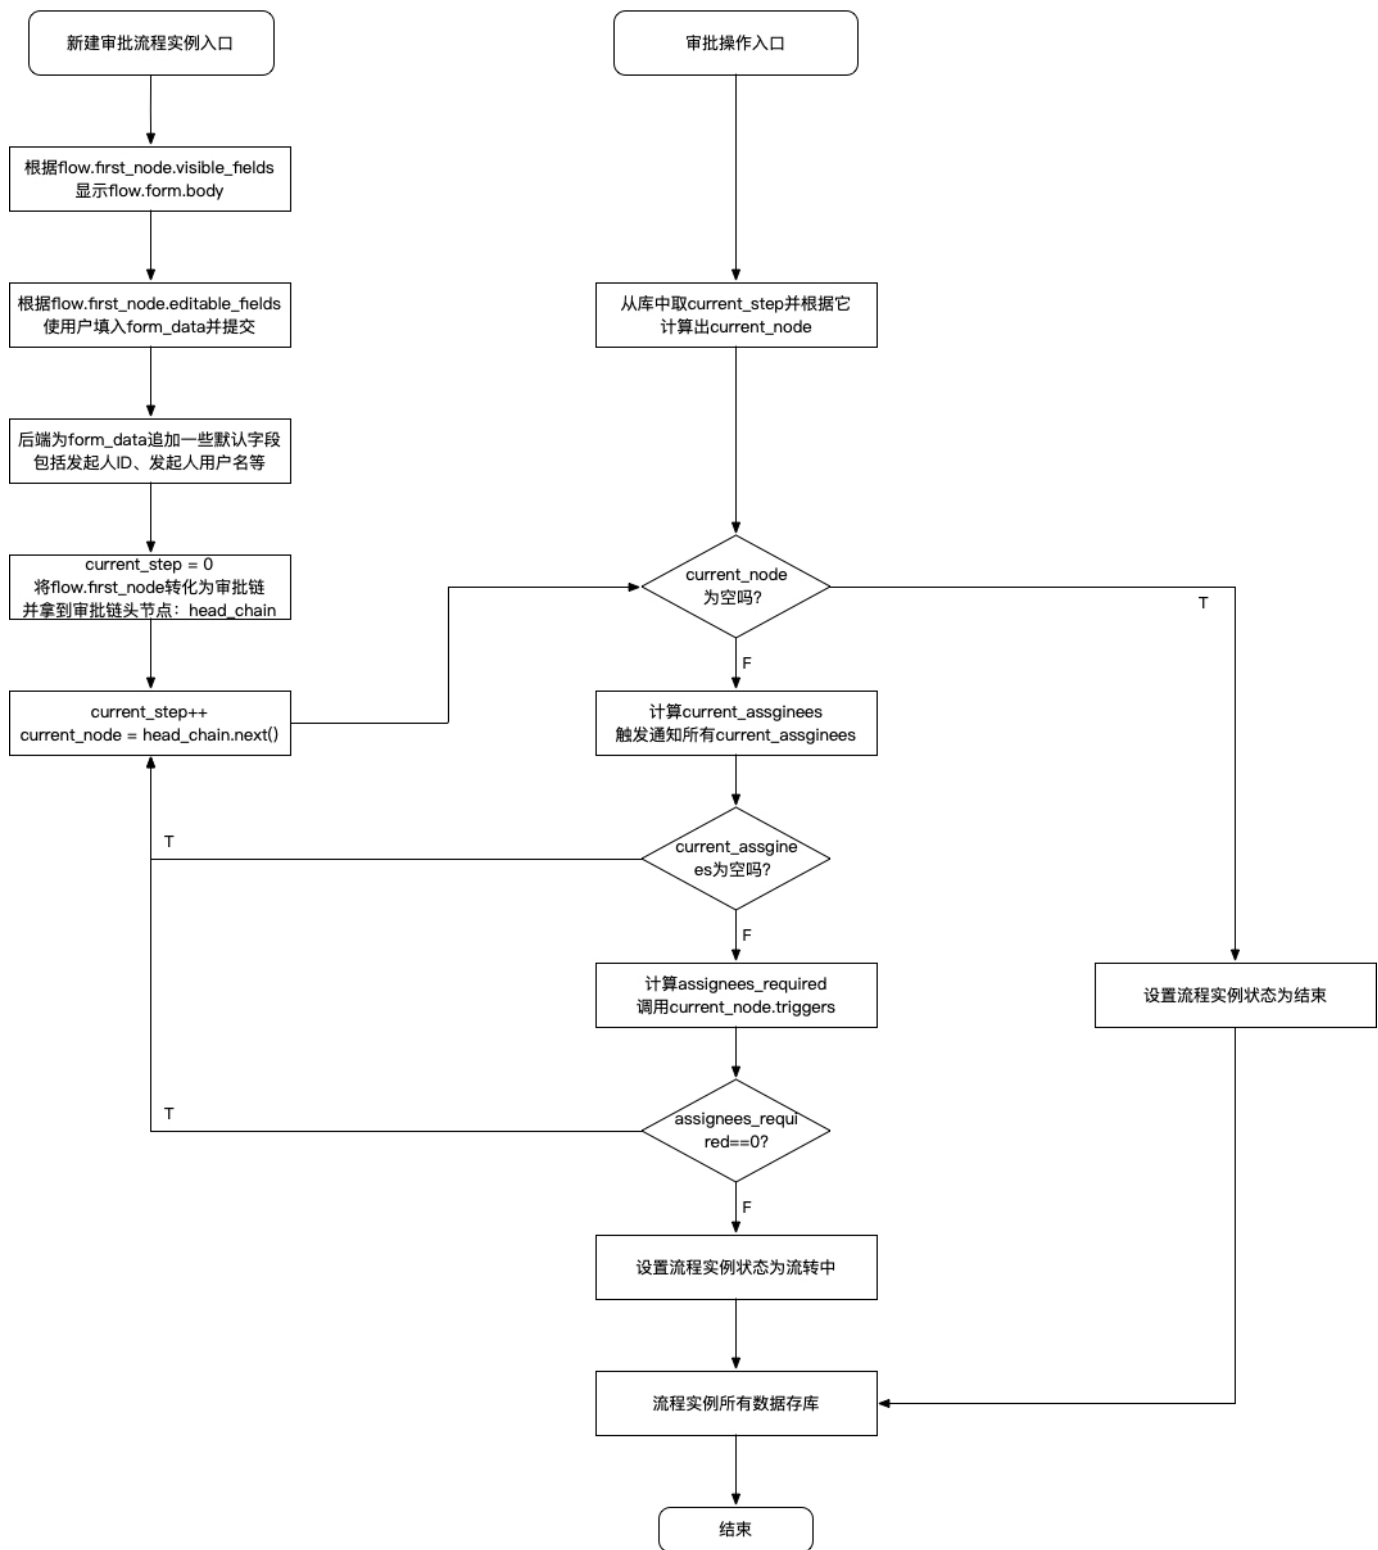 新建审批流程实例入口
审批操作入口
根据flow.first_node.visible_fields
显示flow.form.body
根据flow.first_node.editable_fields
使用户填入form_data并提交
从库中取current_step并根据它
计算出current_node
后端为form_data追加一些默认字段
包括发起人ID、发起人用户名等
current_step = 0
将flow.first_node转化为审批链
并拿到审批链头节点：head_chain
current_node
为空吗?
T
F
current_step++
current_node = head_chain.next()
计算current_assginees
触发通知所有current_assginees
T
current_assgine
es为空吗?
F
计算assignees_required
调用current_node.triggers
设置流程实例状态为结束
T
assignees_requi
red==0?
F
设置流程实例状态为流转中
流程实例所有数据存库
结束